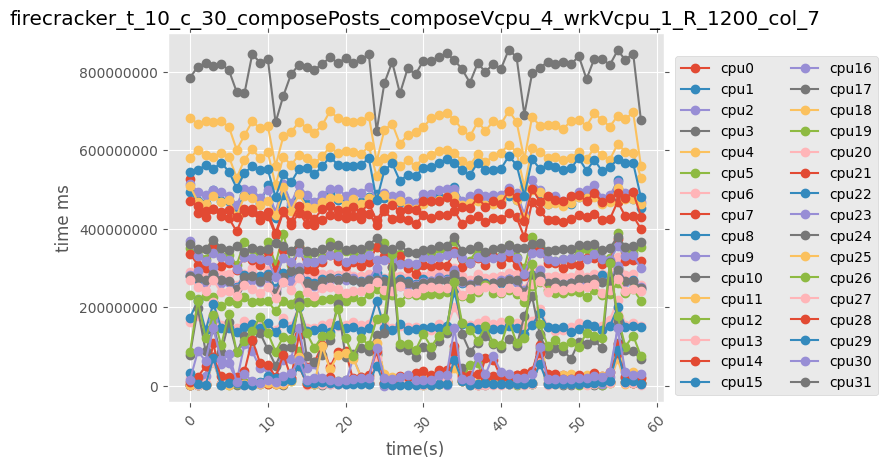 firecracker_t_10_c_30_composePosts_composeVcpu_4_wrkVcpu_1_R_1200_col_7
time ms
800000000
600000000
400000000
200000000
0
0
10
20
30
40
50
60
time(s)
cpu0
cpu1
cpu2
cpu3
cpu4
cpu5
cpu6
cpu7
cpu8
cpu9
cpu10
cpu11
cpu12
cpu13
cpu14
cpu15
cpu16
cpu17
cpu18
cpu19
cpu20
cpu21
cpu22
cpu23
cpu24
cpu25
cpu26
cpu27
cpu28
cpu29
cpu30
cpu31